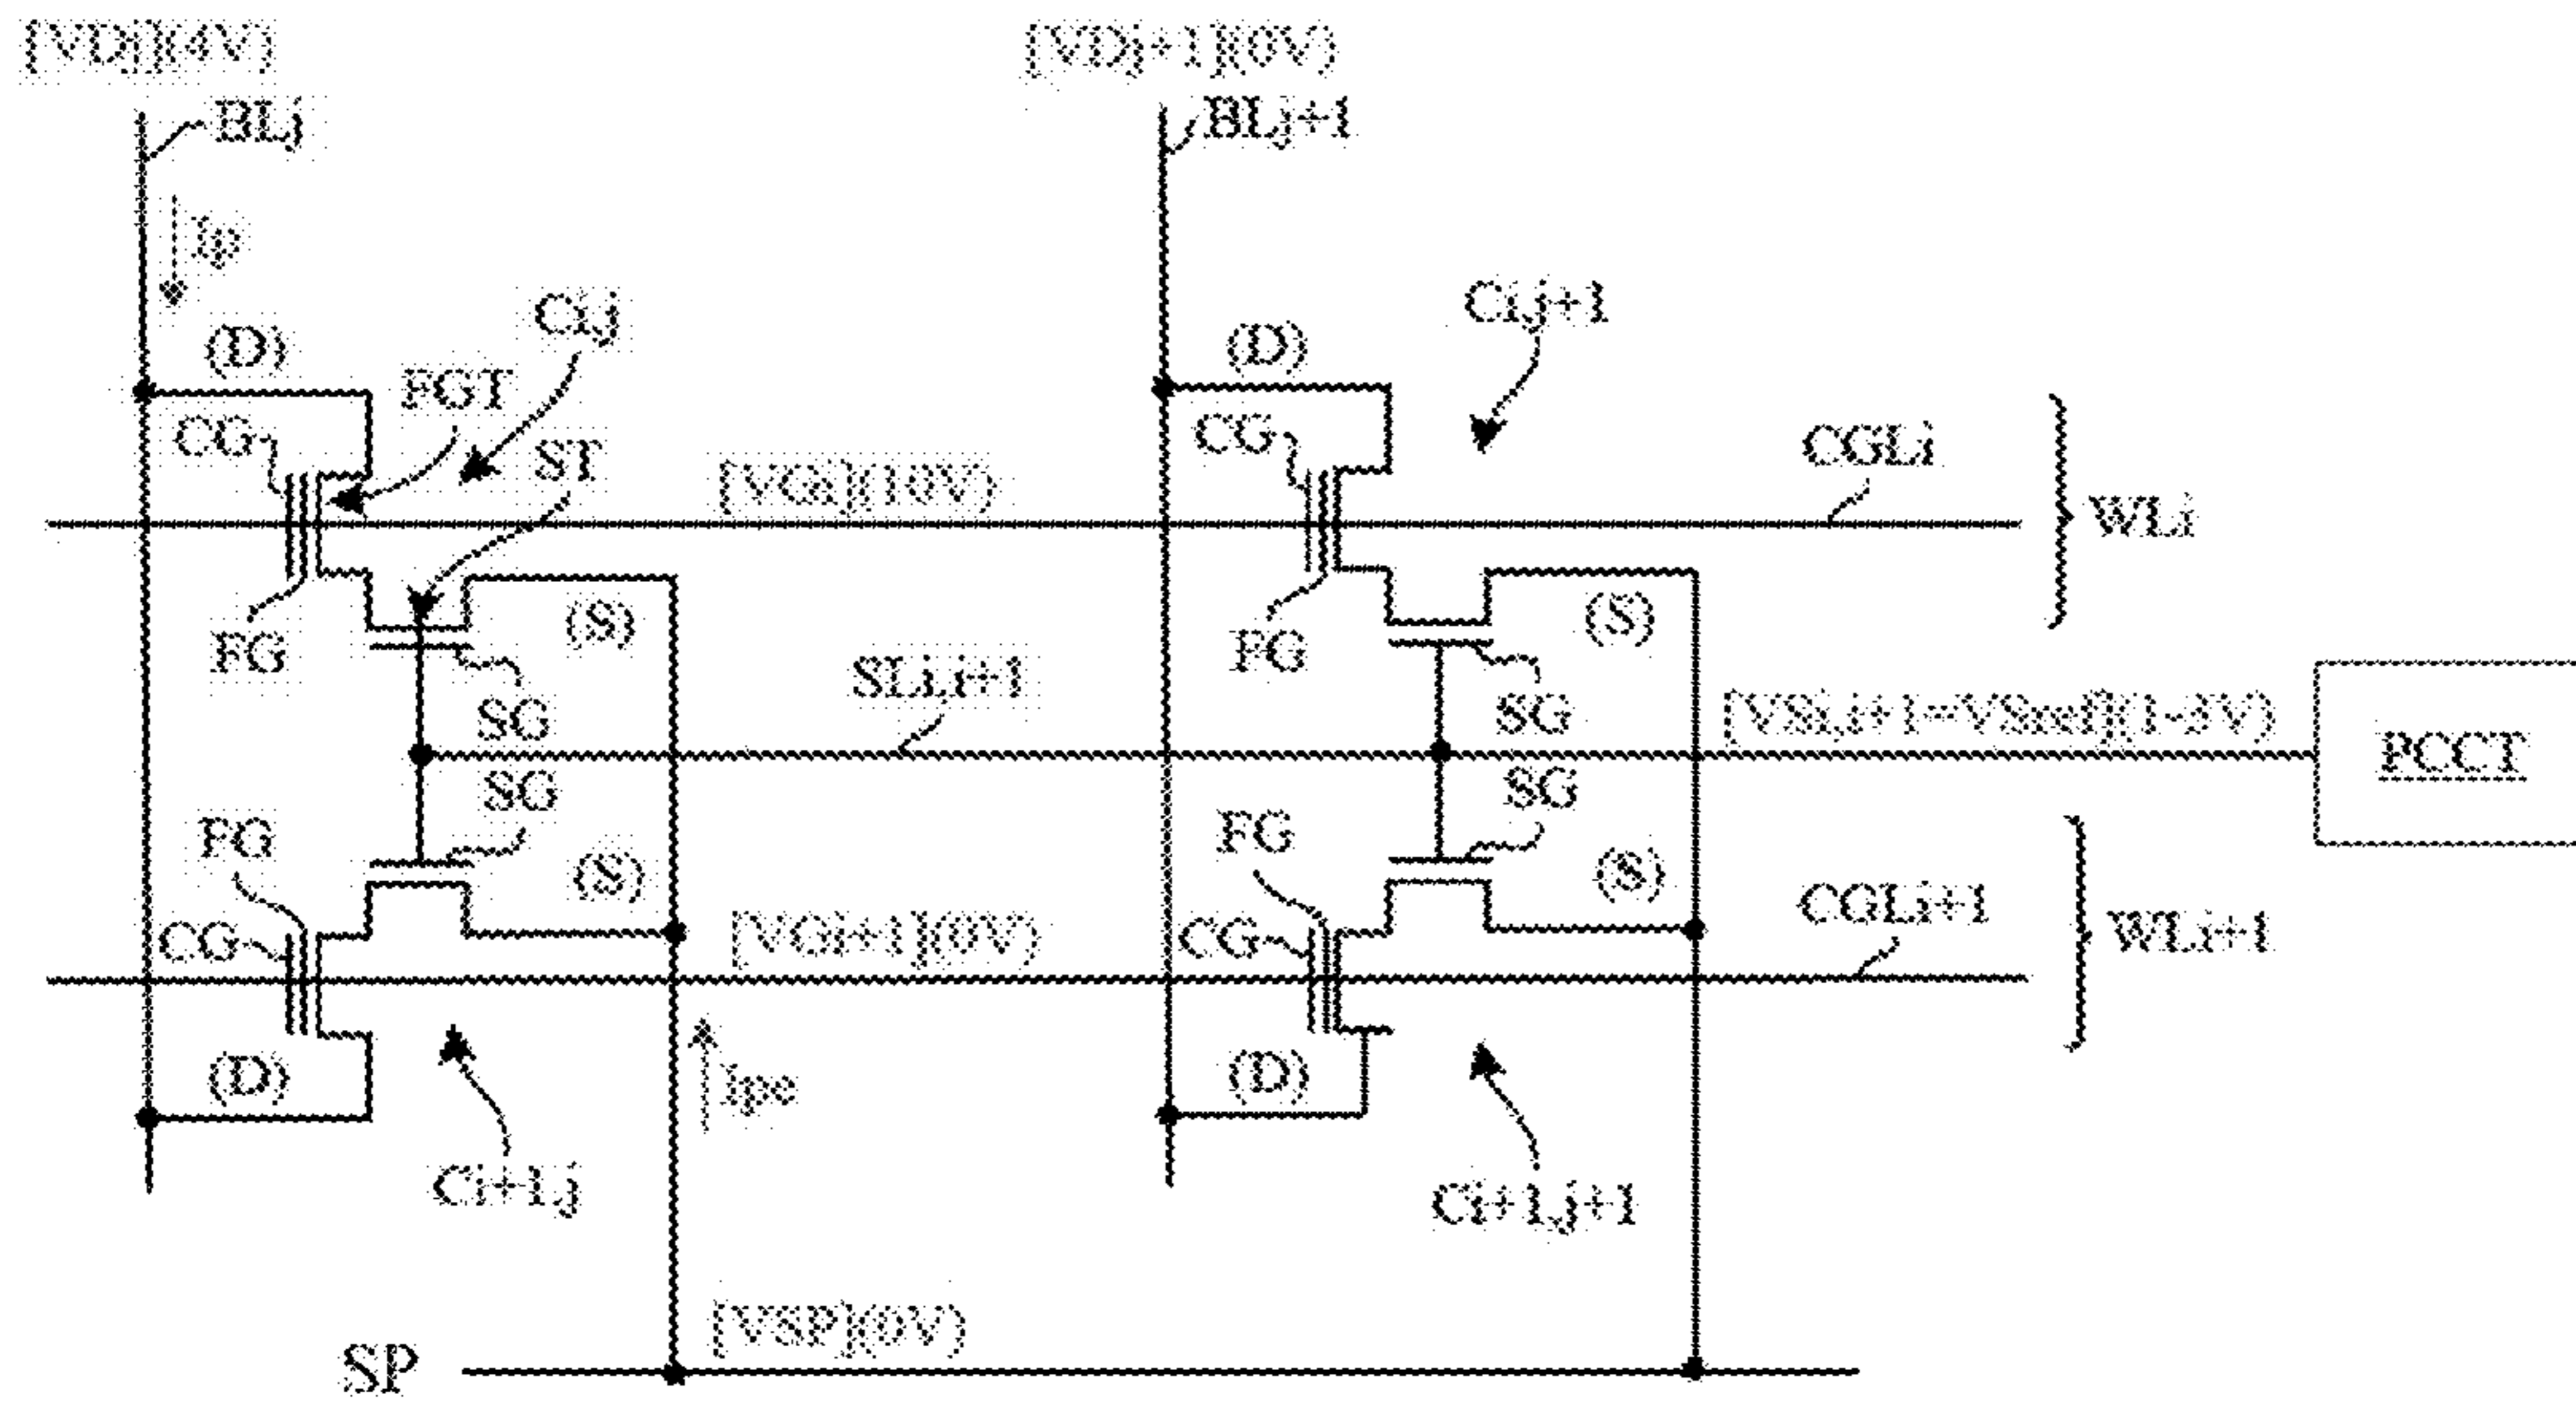 [VDj](4V)
[VDj+1](0V)
BLj
BLj+1
Ip
Ci,j
Ci,j+1
(D)
(D)
FGT
CG
CG
ST
CGLi
[VGi](10V)
WLi
FG
(S)
FG
(S)
SLi,i+1
SG
SG
[VSi,i+1=VSref](1-3V)
PCCT
SG
SG
FG
FG
(S)
(S)
CGLi+1
CG
[VGi+1](0V)
CG
WLi+1
(D)
Ipe
(D)
Ci+1,j
Ci+1,j+1
[VSP](0V)
SP